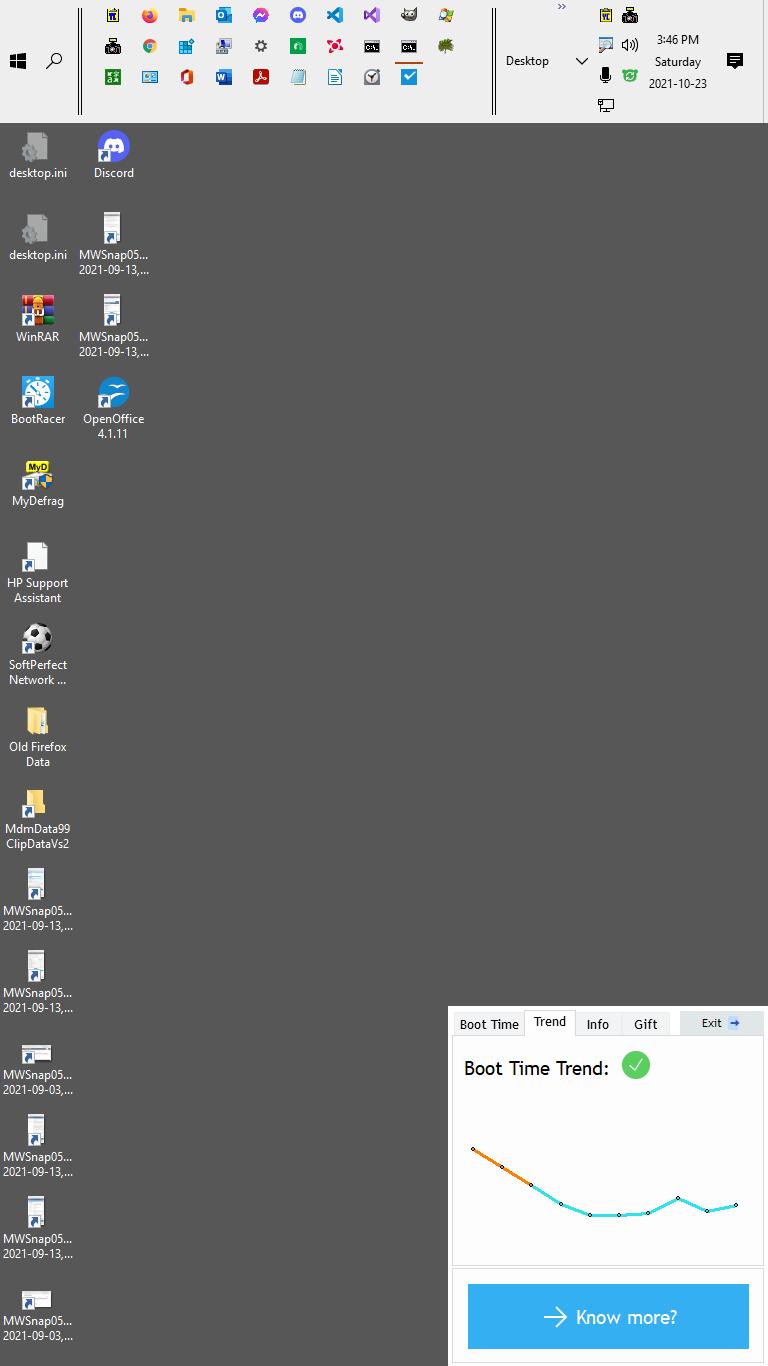 3:46 PM
Desktop
Saturday
2021-10-23
desktop.ini
Discord
desktop.ini
MWSnap05...
2021-09-13,...
WinRAR
MWSnap05...
2021-09-13,...
BootRacer
OpenOffice
4.1.11
MyD
MyDefrag
HP Support
Assistant
SoftPerfect
Network ...
Old Firefox
Data
MdmData99
ClipDataVs2
MWSnap05...
2021-09-13,...
MWSnap05...
2021-09-13,...
MWSnap05...
2021-09-03,...
MWSnap05...
2021-09-13,...
MWSnap05...
2021-09-13,...
MWSnap05...
2021-09-03,...
Boot Time Trend Info Gift Exit
Boot Time Trend:
Know more?